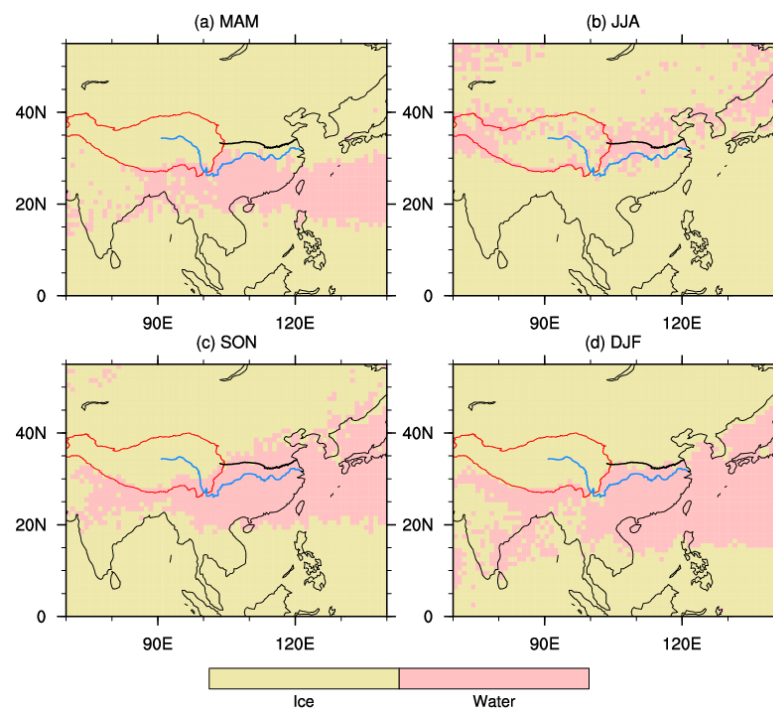 (a) MAM
(b) JJA
40N
20N
0
90E
120E
40N
20N
0
90E
120E
(c) SON
(d) DJF
40N
20N
0
90E
120E
40N
20N
0
90E
120E
Ice
Water